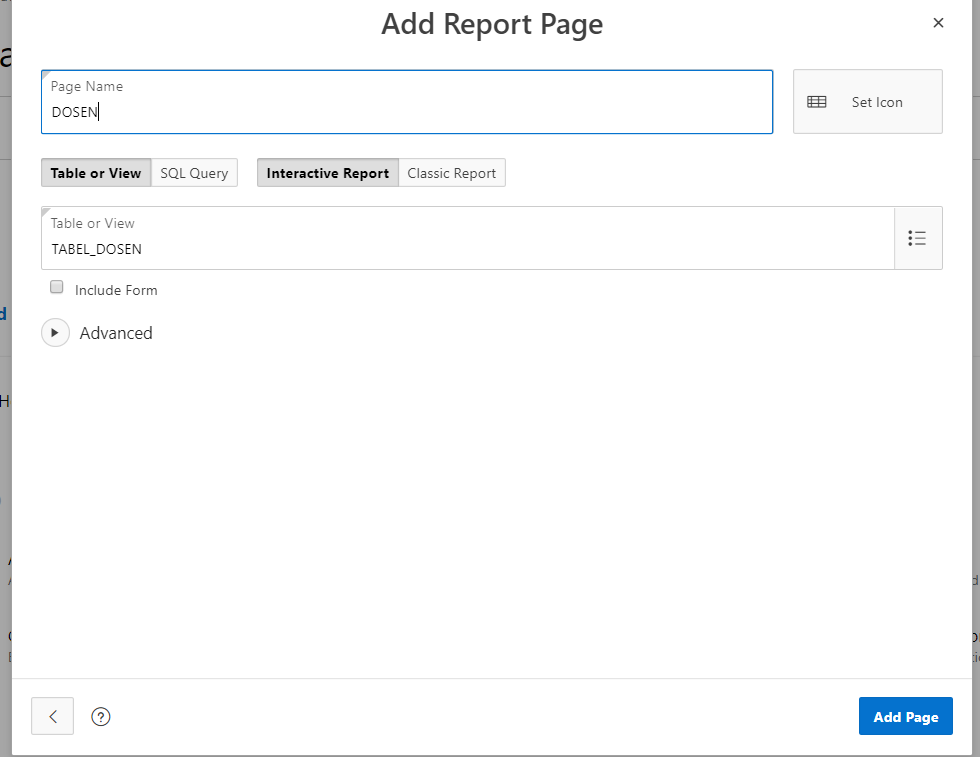 Add Report Page
Page Name
DOSEN
Set Icon
Table or View SQL Query Interactive Report Classic Report
Table or View
TABEL_DOSEN
Include Form
Advanced
Add Page